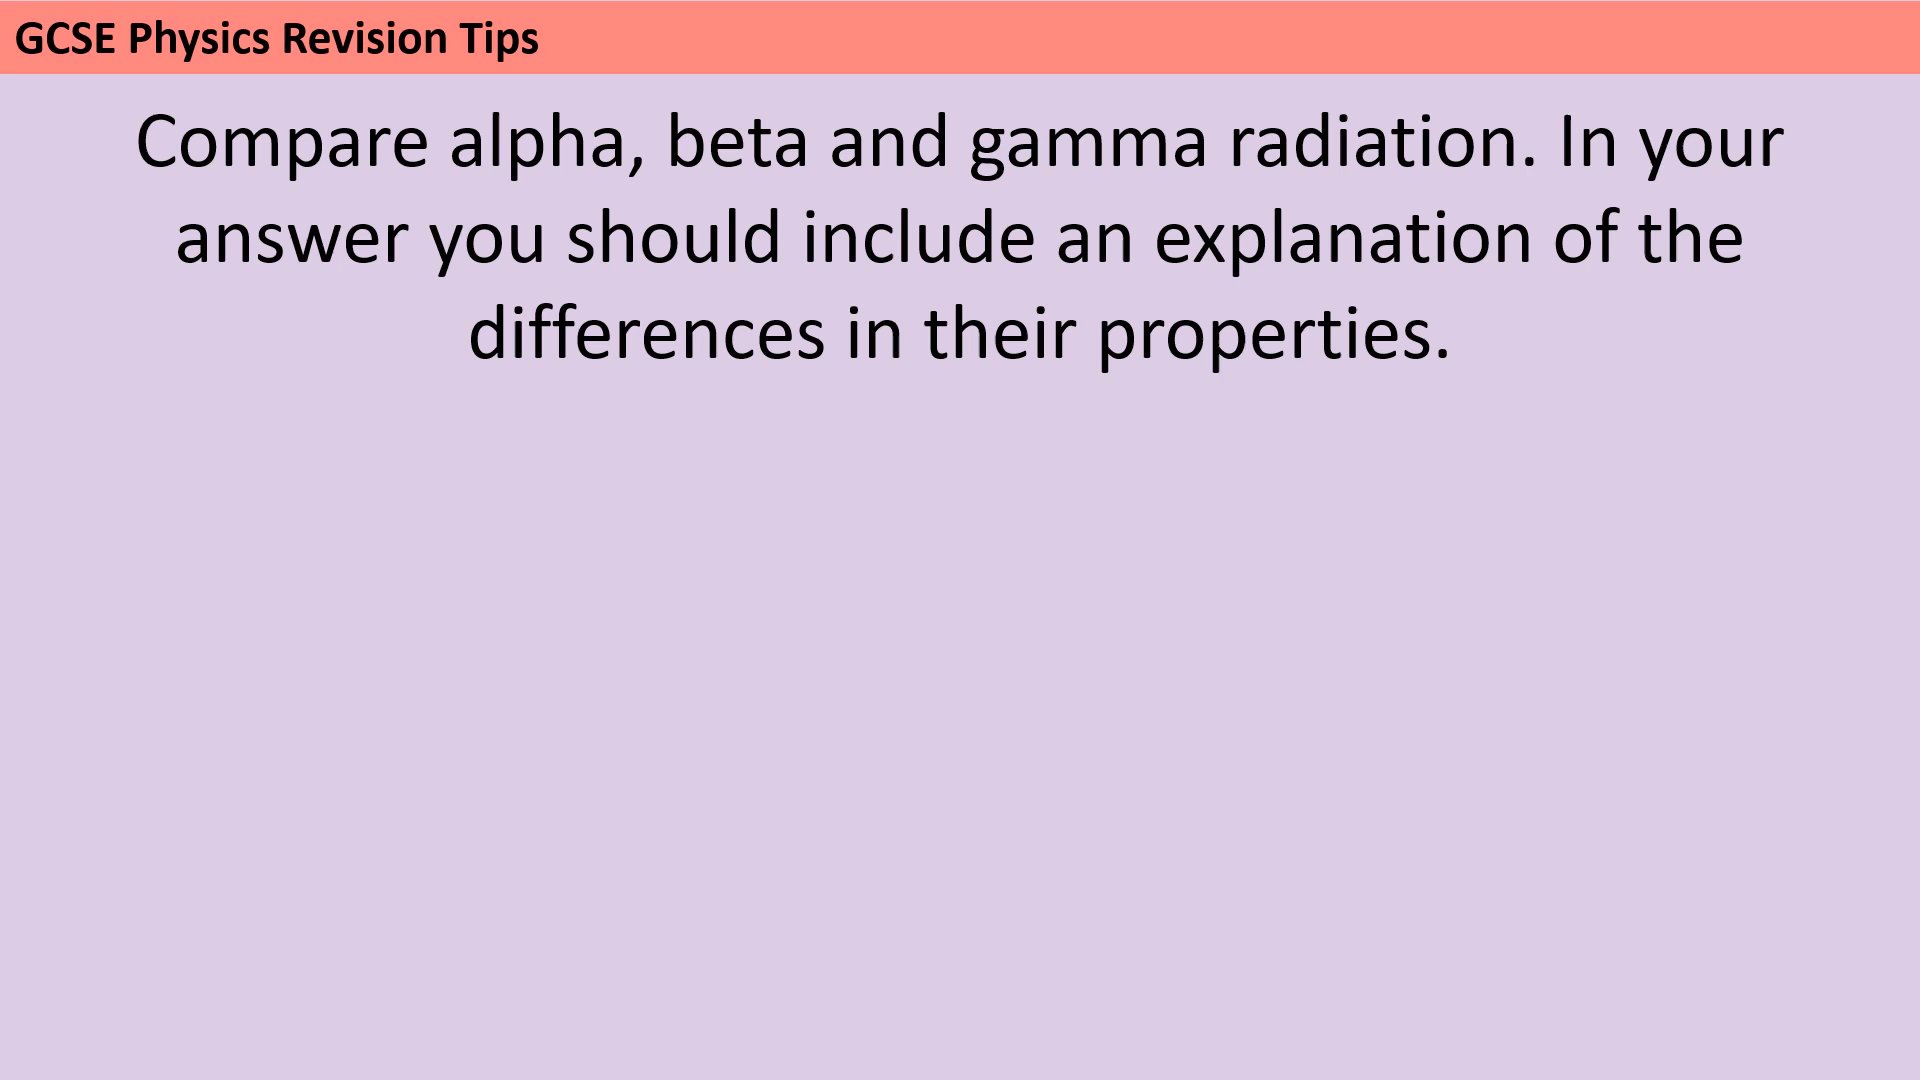 GCSE Physics Revision Tips
Compare alpha, beta and gamma radiation. In your
answer you should include an explanation of the
differences in their properties.